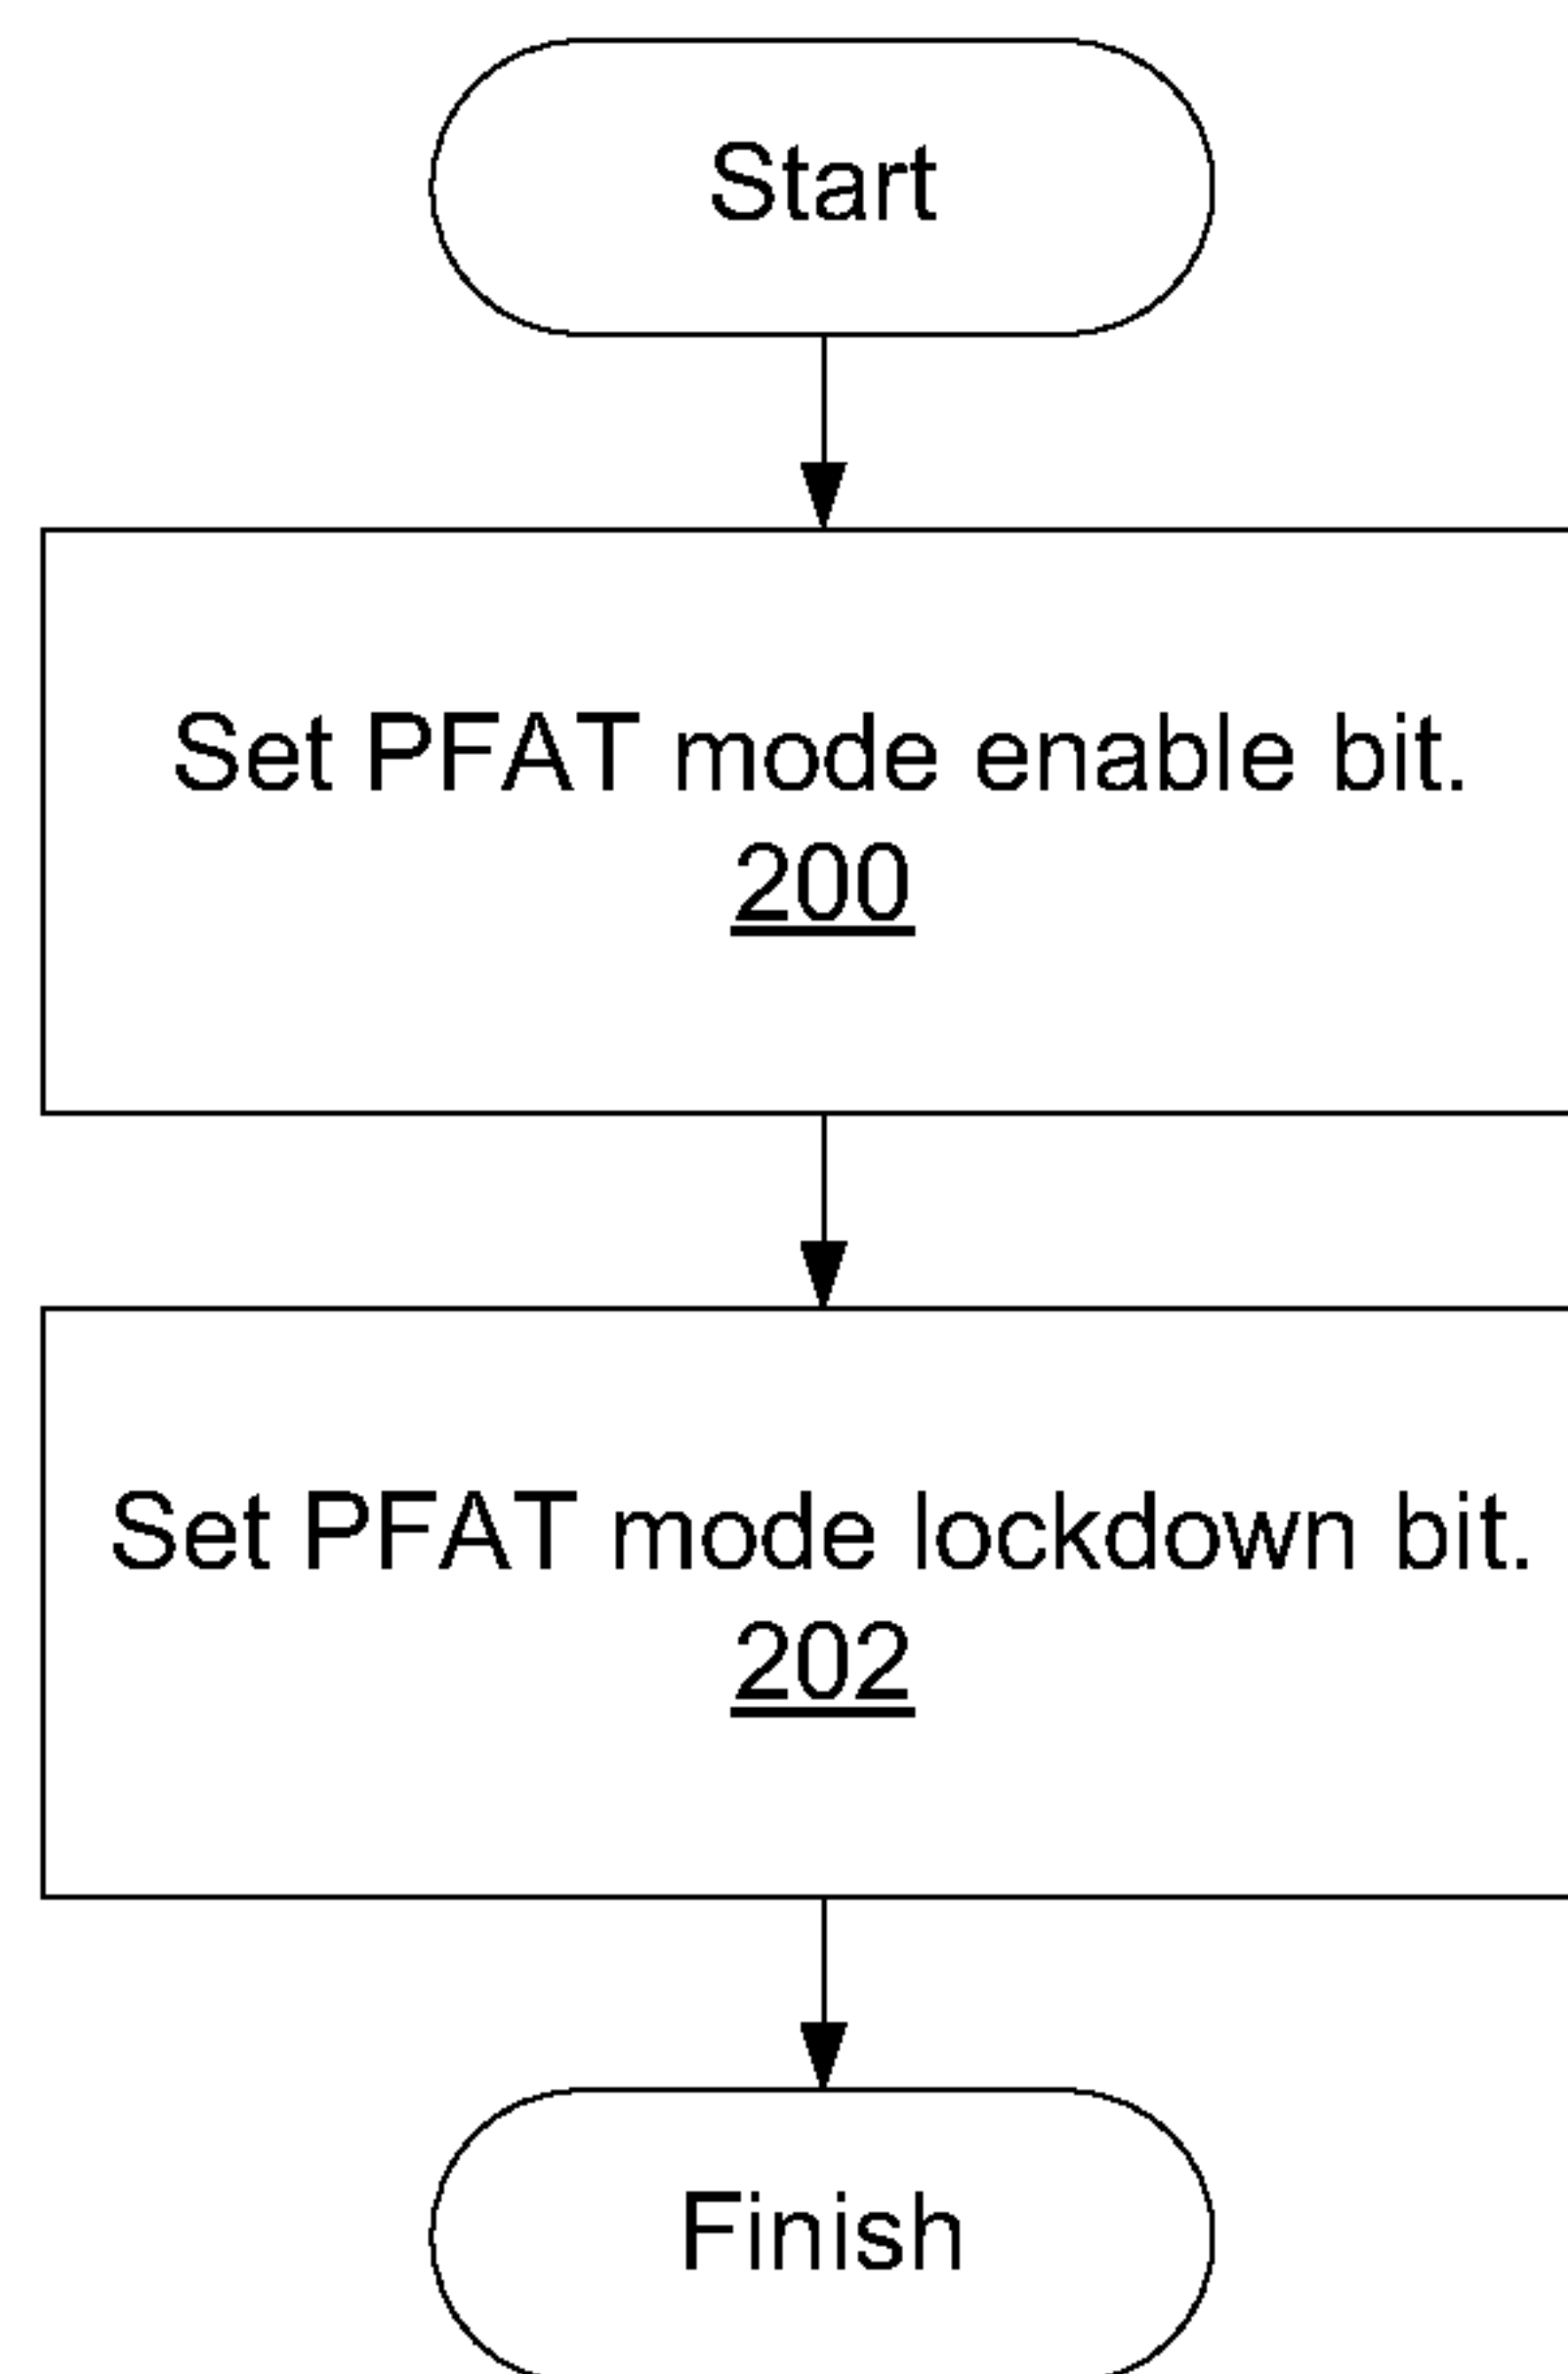 Start
Set PFAT mode enable bit.
200
Set PFAT mode lockdown bit.
202
Finish